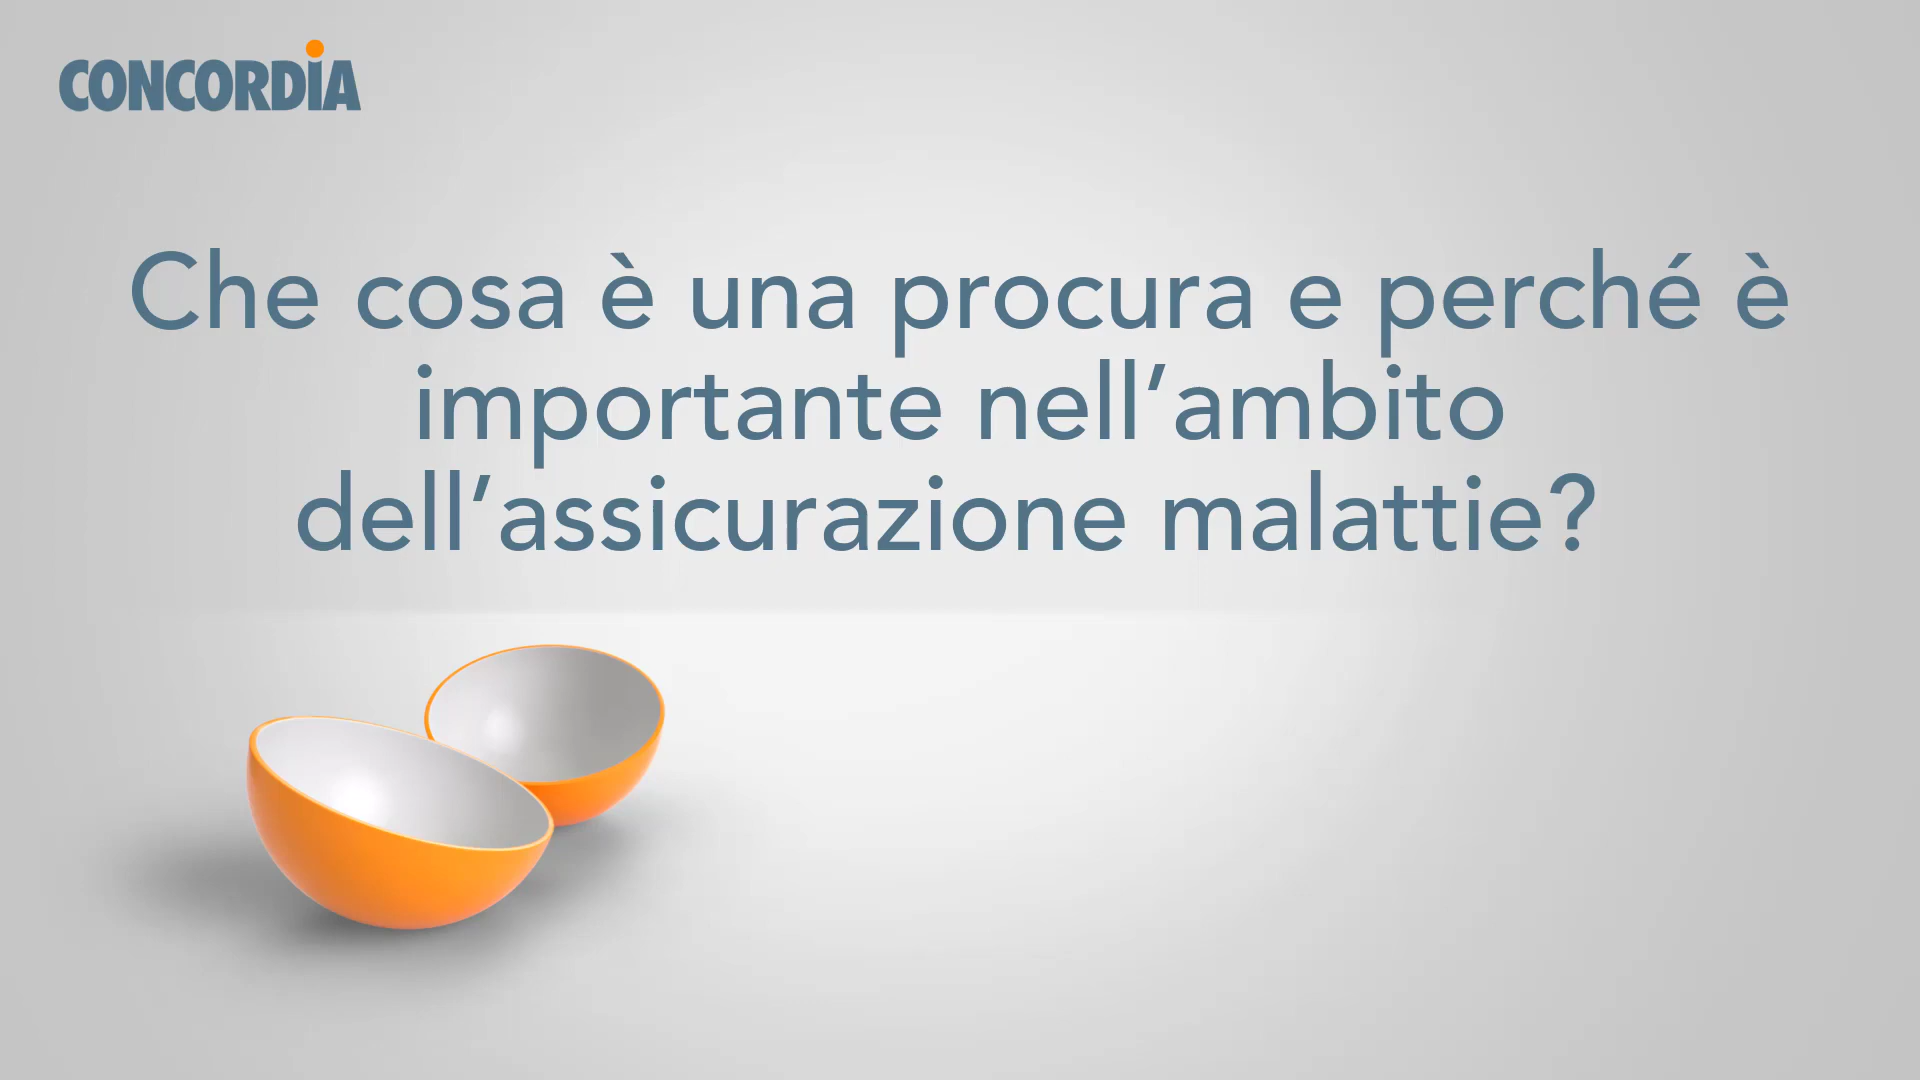 CONCORDIA
Che cosa è una procura e perché è
importante nell’ambito
dell’assicurazione malattie?